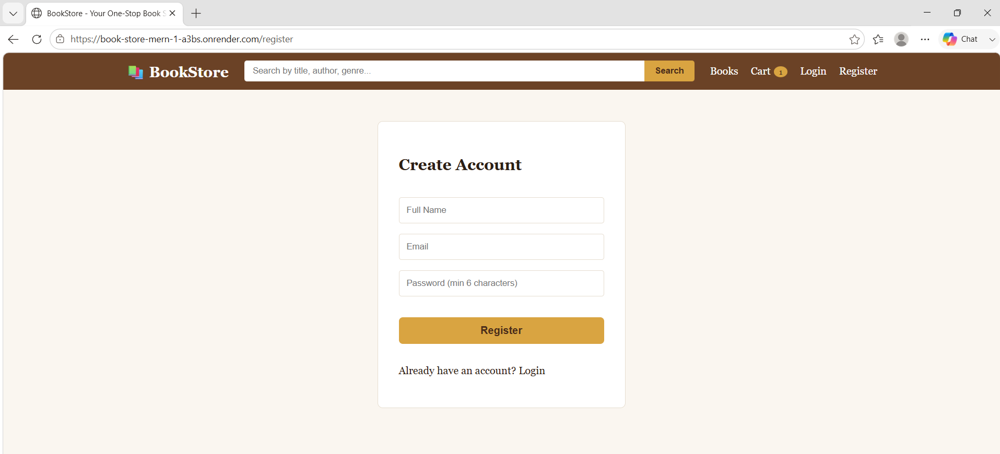 BookStore - Your One-Stop Book
https://book-store-mern-1-a3bs.onrender.com/register
Chat
BookStore
Search by title, author, genre...
Search
Books
Cart 1
Login
Register
Create Account
Full Name
Email
Password (min 6 characters)
Register
Already have an account? Login